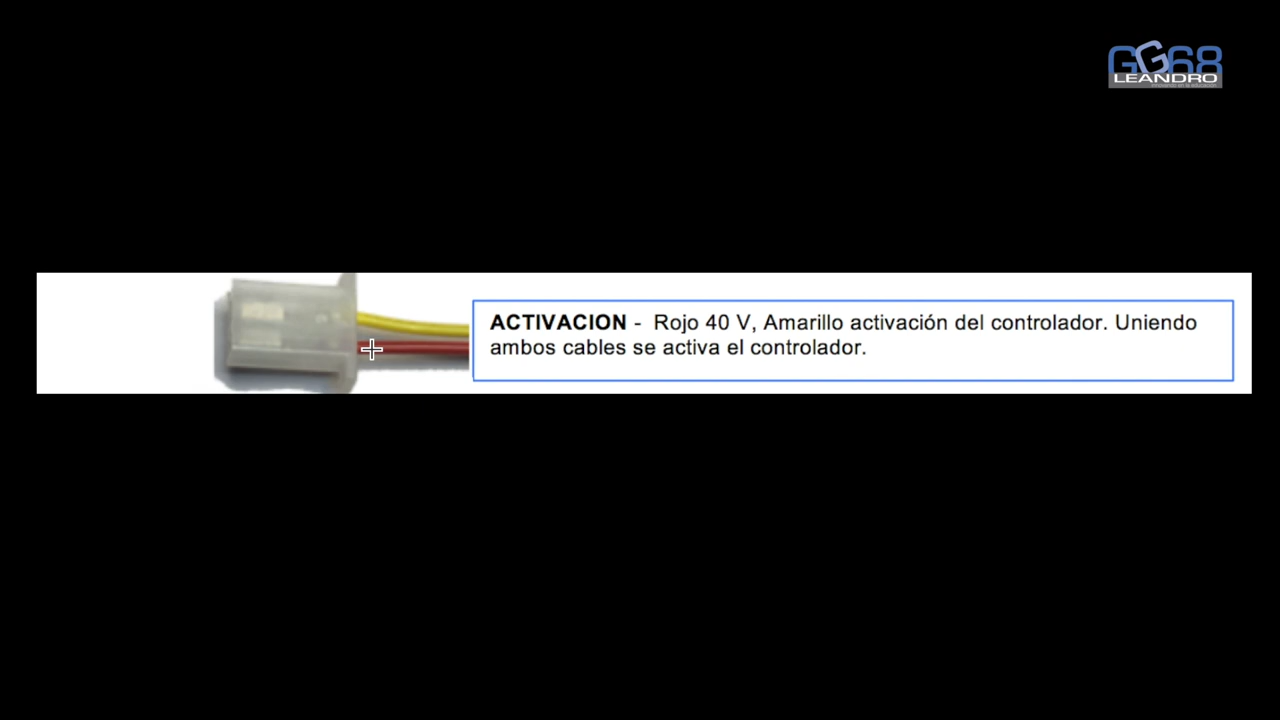 GG68
LEANDRO
ACTIVACION - Rojo 40 V, Amarillo activación del controlador. Uniendo
ambos cables se activa el controlador.